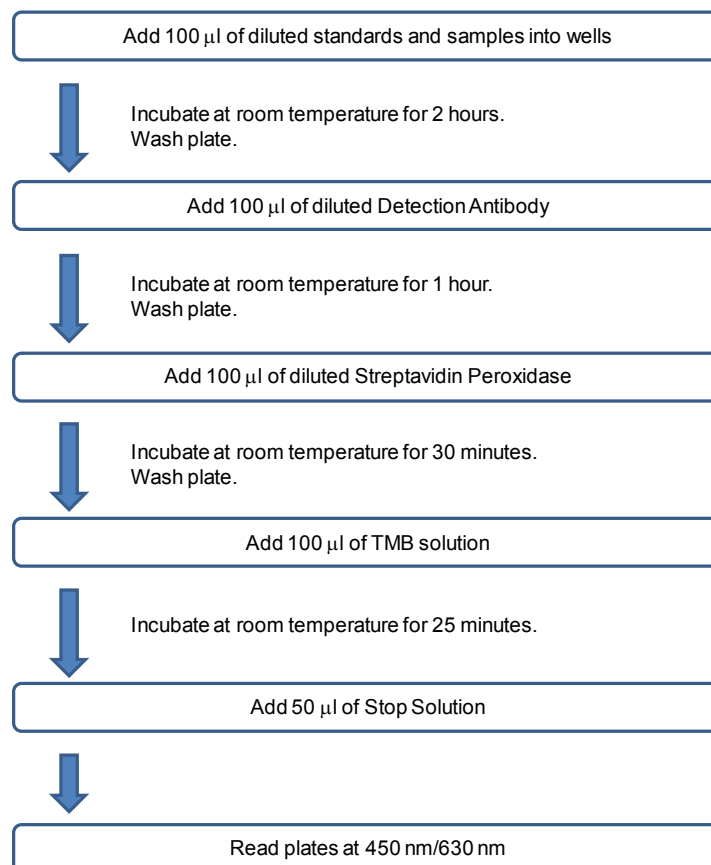 Add 100 μl of diluted standards and samples into wells
Incubate at room temperature for 2 hours.
Wash plate.
Add 100 μl of diluted Detection Antibody
Incubate at room temperature for 1 hour.
Wash plate.
Add 100 μl of diluted Streptavidin Peroxidase
Incubate at room temperature for 30 minutes.
Wash plate.
Add 100 μl of TMB solution
Incubate at room temperature for 25 minutes.
Add 50 μl of Stop Solution
Read plates at 450 nm/630 nm